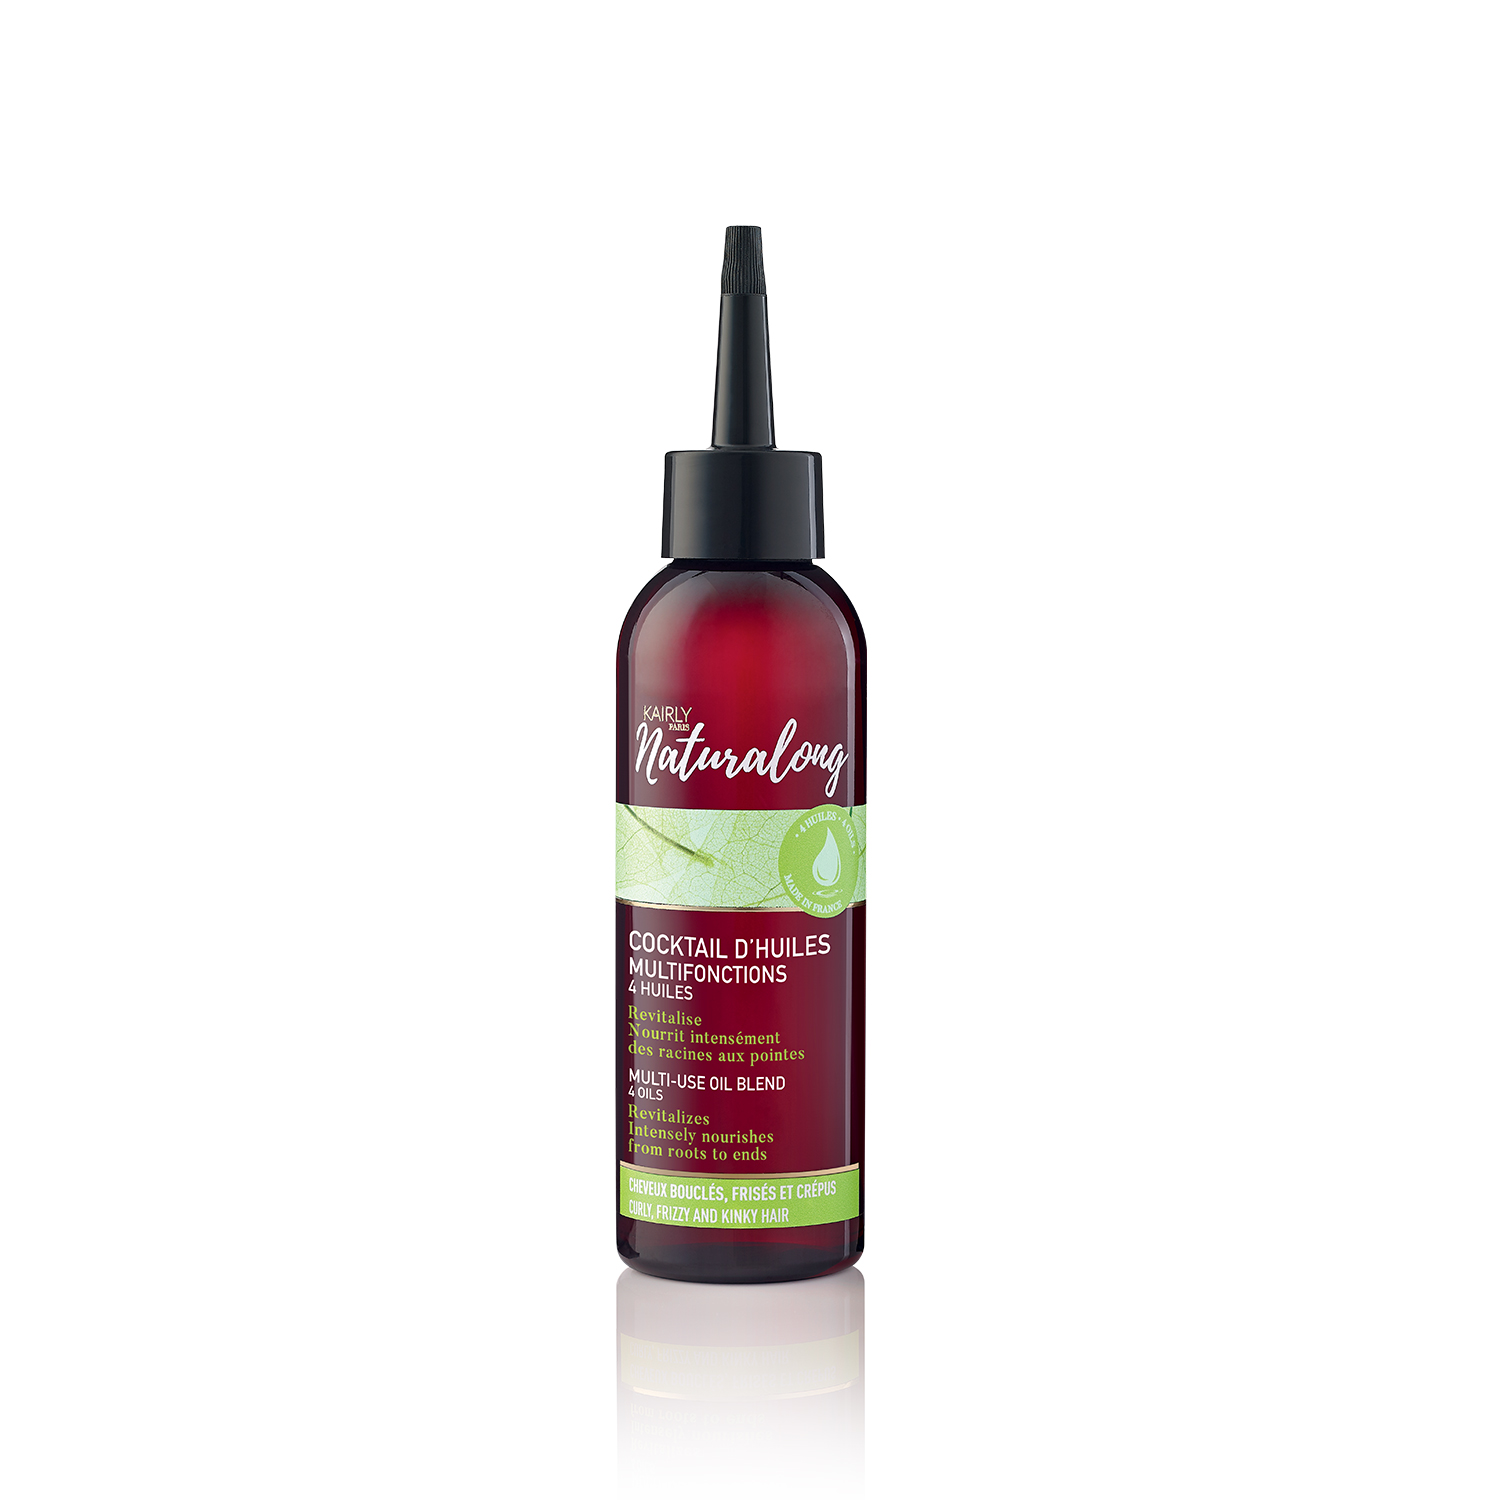 KAIRLY
PARIS
Naturalong
• 4 HUILES • 4 OILS •
MADE IN FRANCE
COCKTAIL D'HUILES
MULTIFONCTIONS
4 HUILES
Revitalise
Nourrit intensément
des racines aux pointes
MULTI-USE OIL BLEND
4 OILS
Revitalizes
Intensely nourishes
from roots to ends
CHEVEUX BOUCLÉS, FRISÉS ET CRÉPUS
CURLY, FRIZZY AND KINKY HAIR